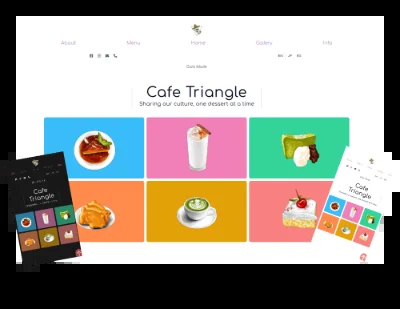 About Menu Home Gallery Info
Dark Mode
Cafe Triangle
Sharing our culture, one dessert at a time
Cafe
Triangle
Cafe
Triangle